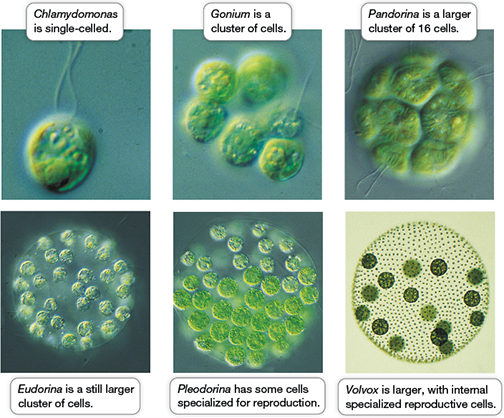 Chlamydomonas
is single-celled.
Gonium is a
cluster of cells.
Pandorina is a larger
cluster of 16 cells.
Eudorina is a still larger
cluster of cells.
Pleodorina has some cells
specialized for reproduction.
Volvox is larger, with internal
specialized reproductive cells.